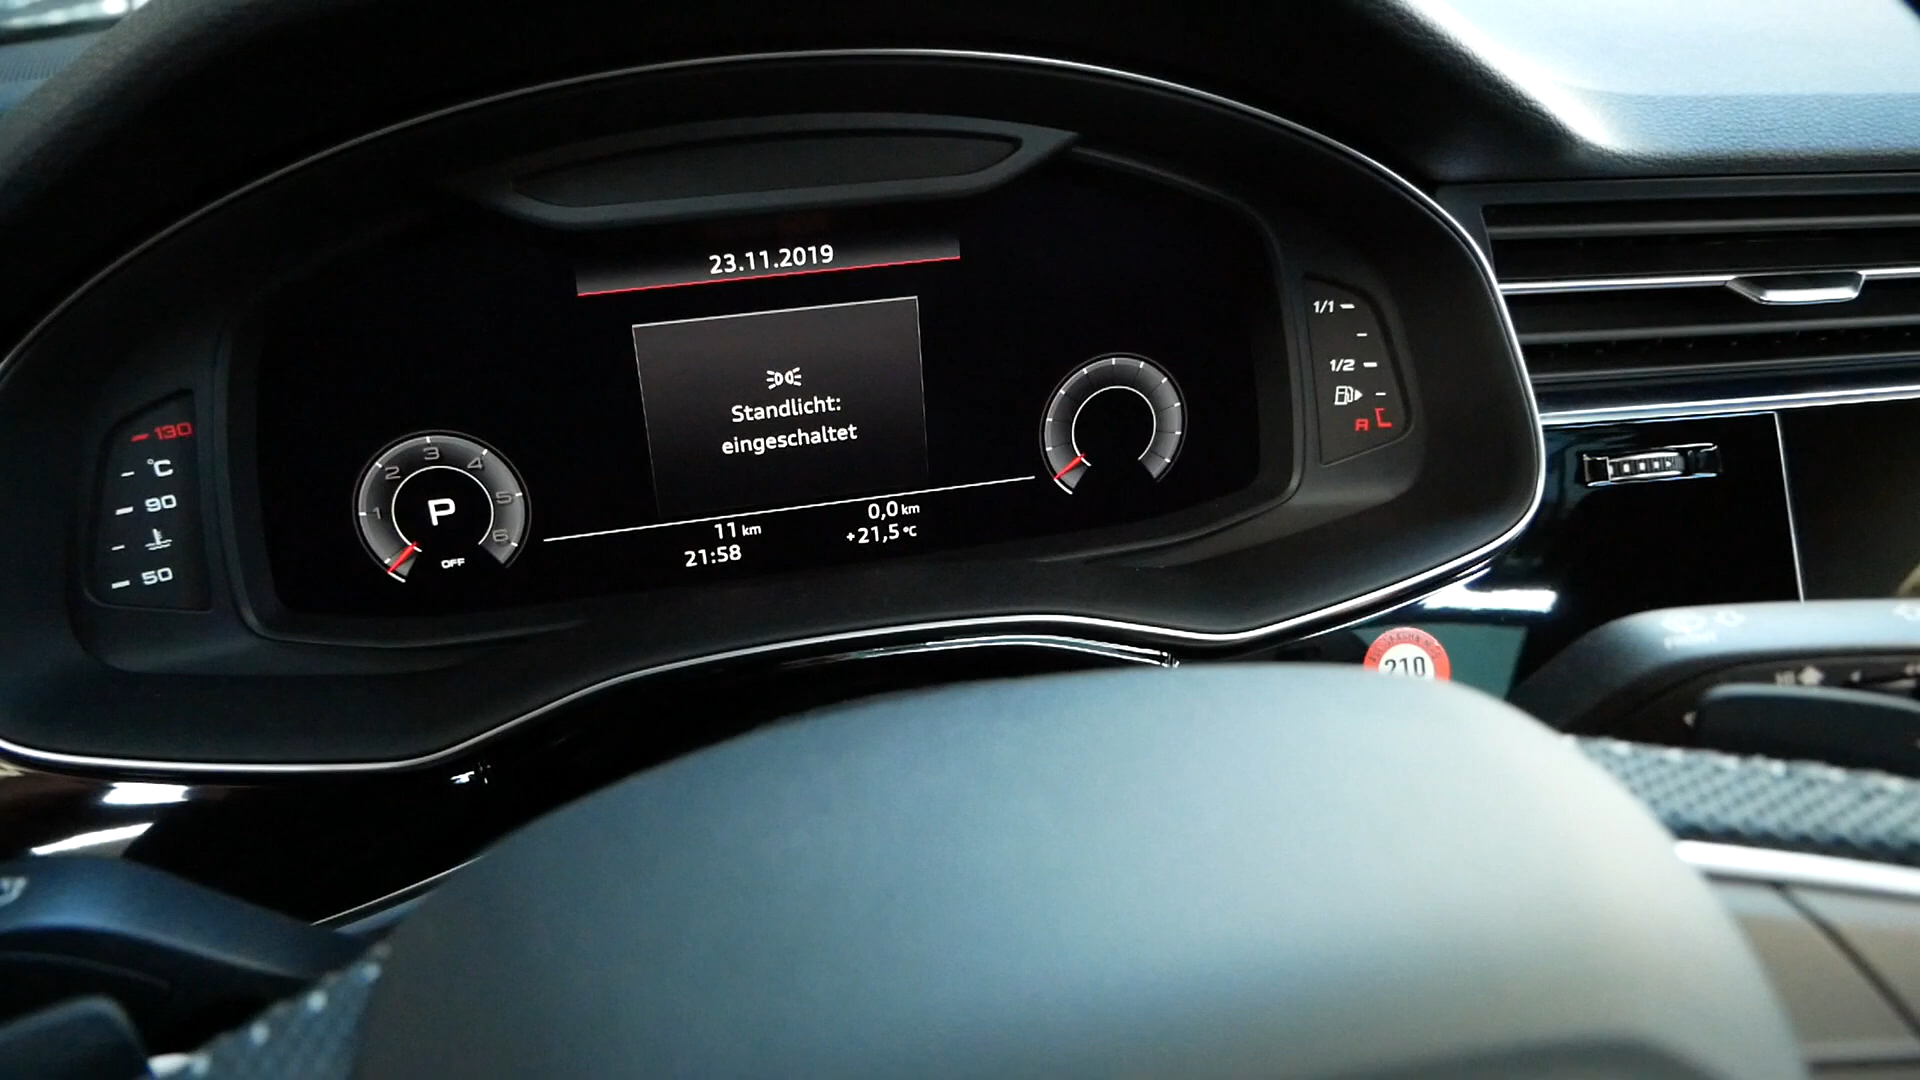 23.11.2019
Standlicht:
eingeschaltet
130
°C
90
50
1
2
3
4
5
6
P
OFF
11 km
0,0 km
21:58
+21,5 °C
1/1
1/2
210